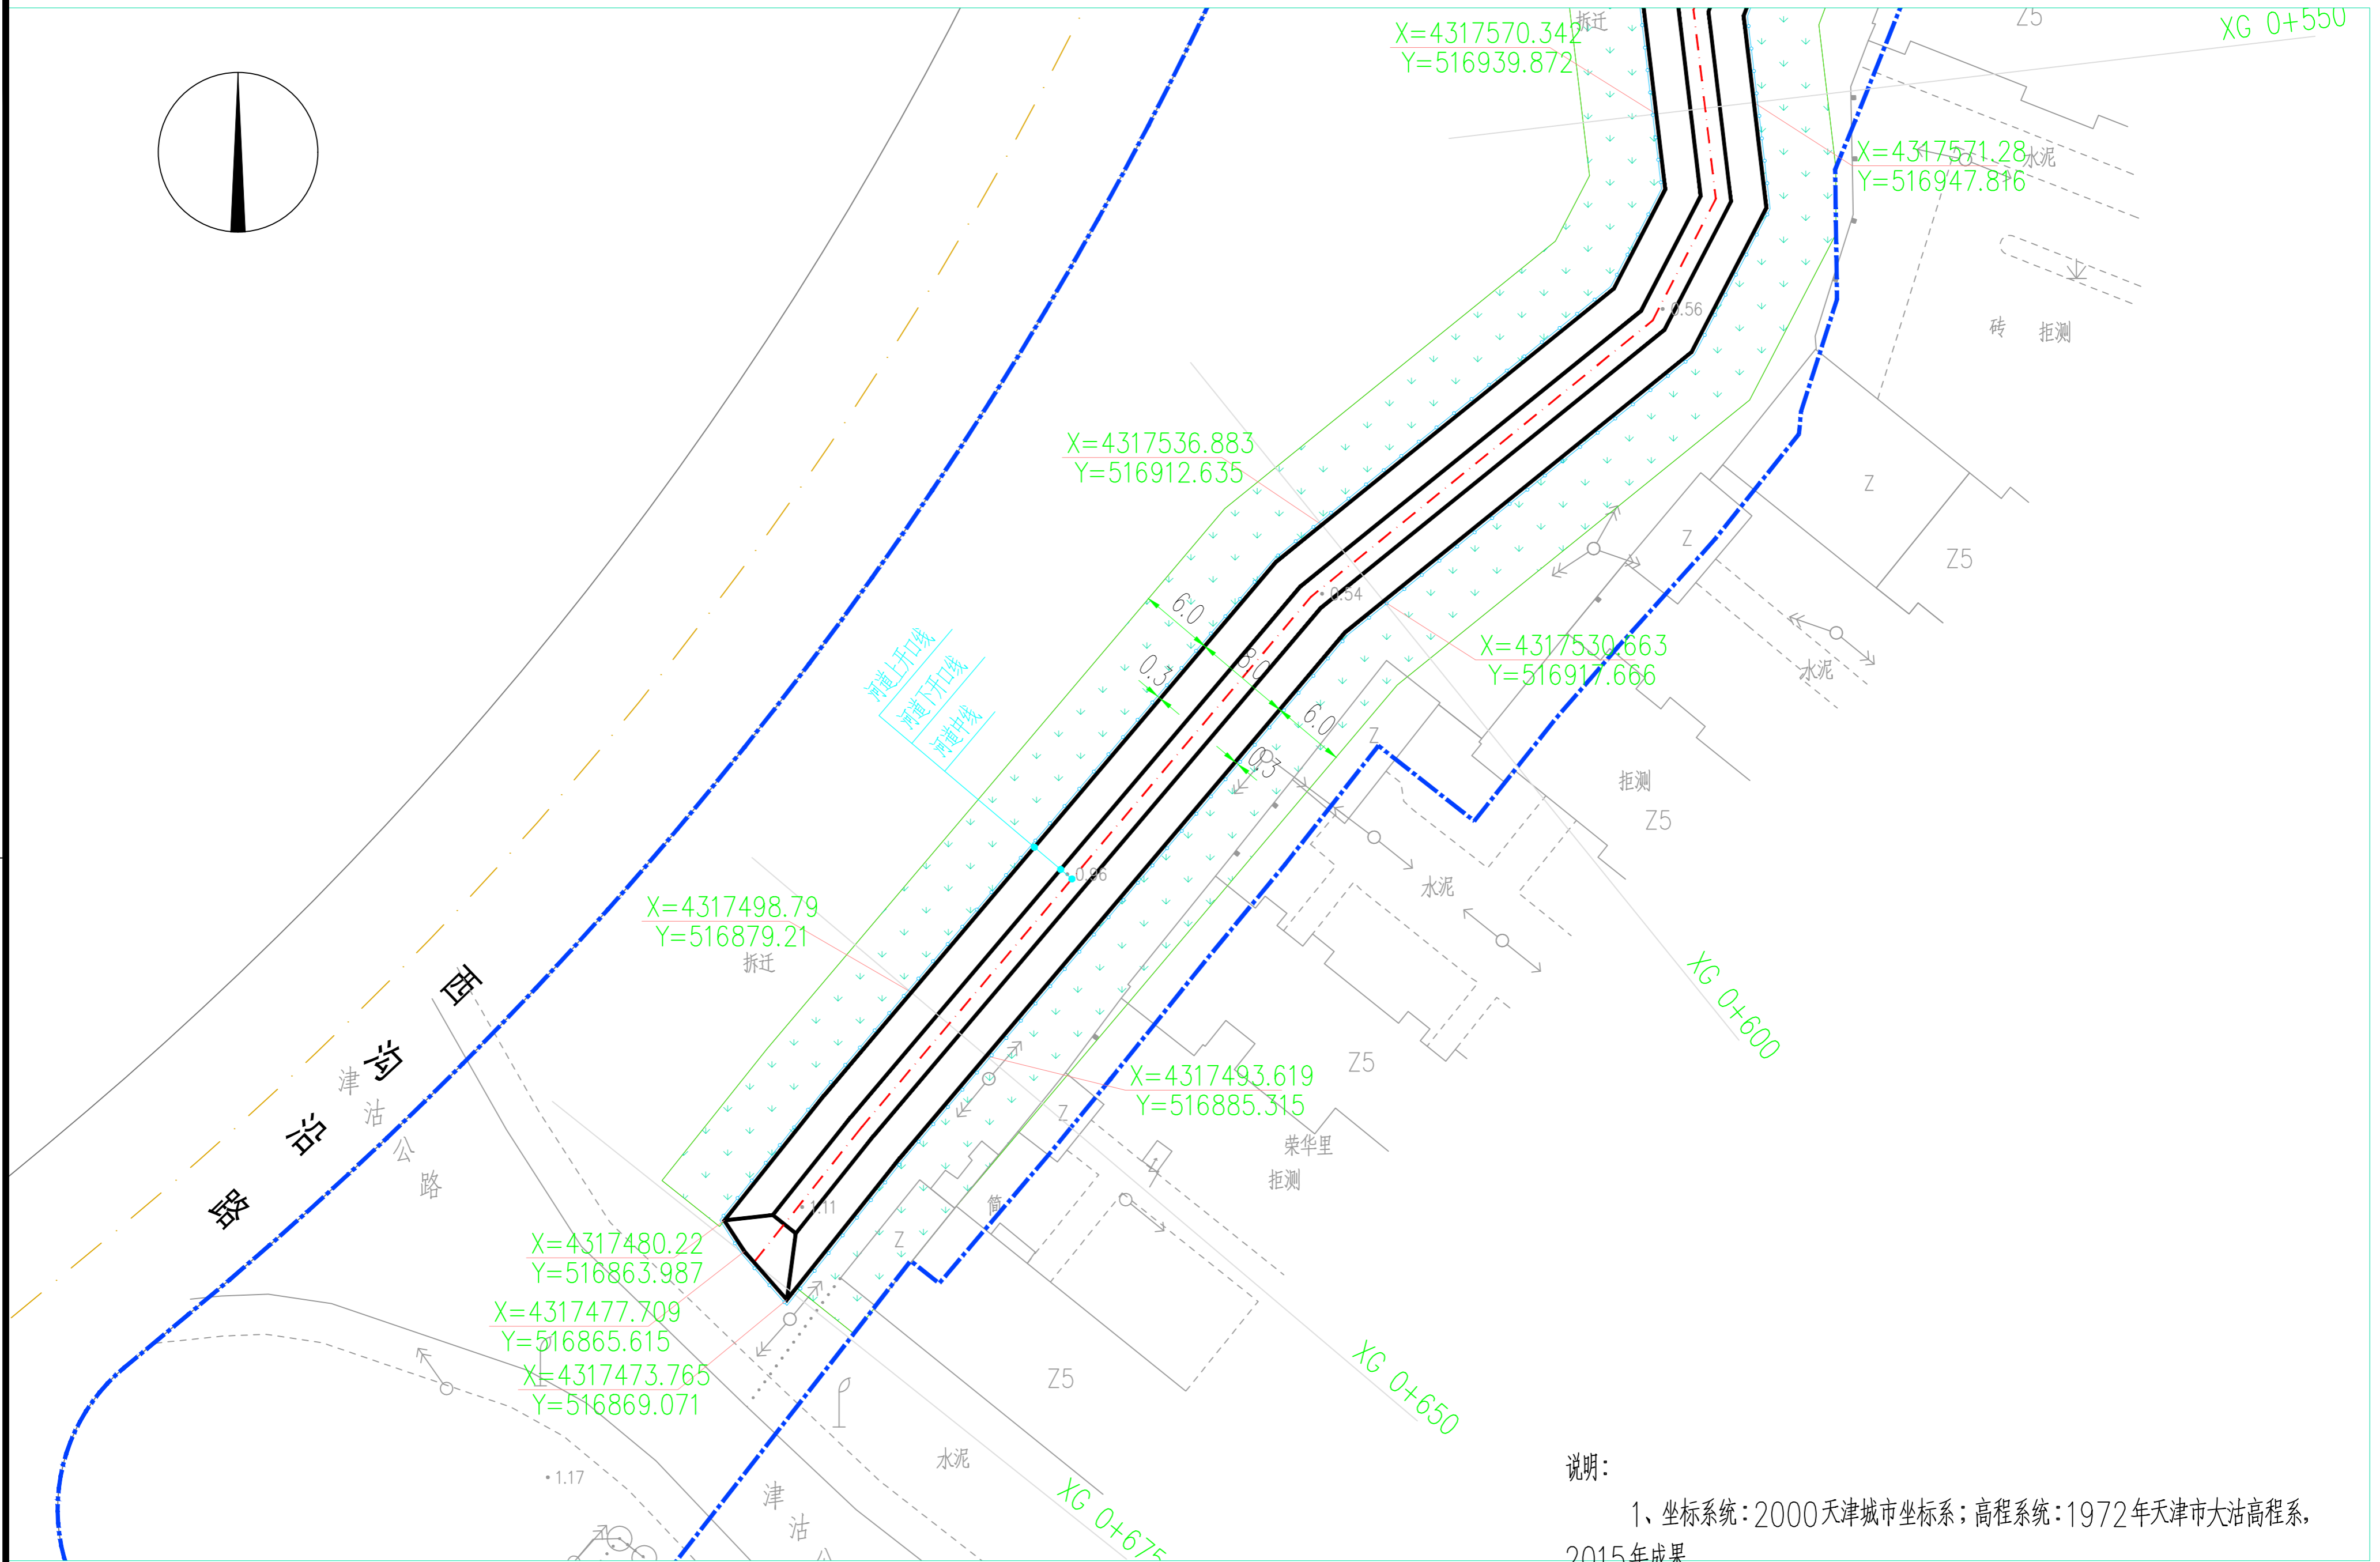 拆迁
Z5
XG 0+550
X=4317570.342
Y=516939.872
X=4317571.28
Y=516947.816
水泥
0.56
砖
拒测
X=4317536.883
Y=516912.635
Z
Z
Z5
6.0
0.54
8.0
0.3
河道上开口线
河道下开口线
河道中线
X=4317530.663
Y=516917.666
水泥
6.0
Z
0.3
拒测
Z5
0.96
水泥
X=4317498.79
Y=516879.21
拆迁
XG 0+600
西
沟
沿
路
津
沽
公
路
Z5
X=4317493.619
Y=516885.315
Z
荣华里
拒测
Z
简
1.11
Z
X=4317480.22
Y=516863.987
X=4317477.709
Y=516865.615
X=4317473.765
Y=516869.071
Z5
XG 0+650
水泥
1.17
津
沽
公
XG 0+675
说明：
1、坐标系统：2000天津城市坐标系；高程系统：1972年天津市大沽高程系，
2015年成果